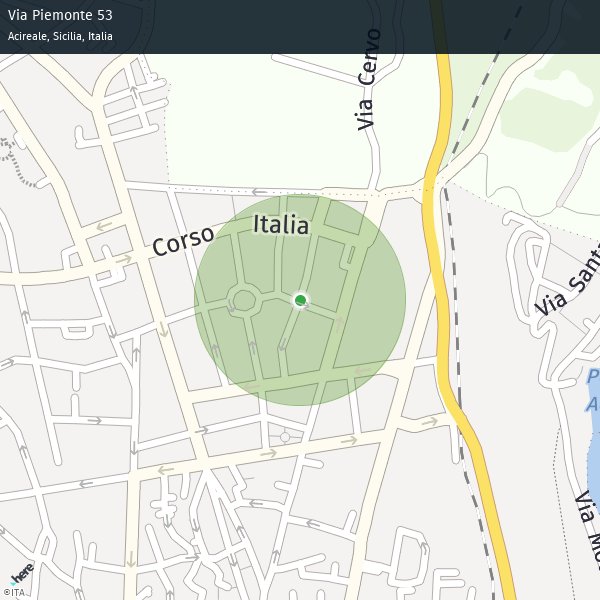 Via Piemonte 53
Acireale, Sicilia, Italia
Via Cervo
Corso Italia
Via Sant
P
A
Via Mo
here
©ITA